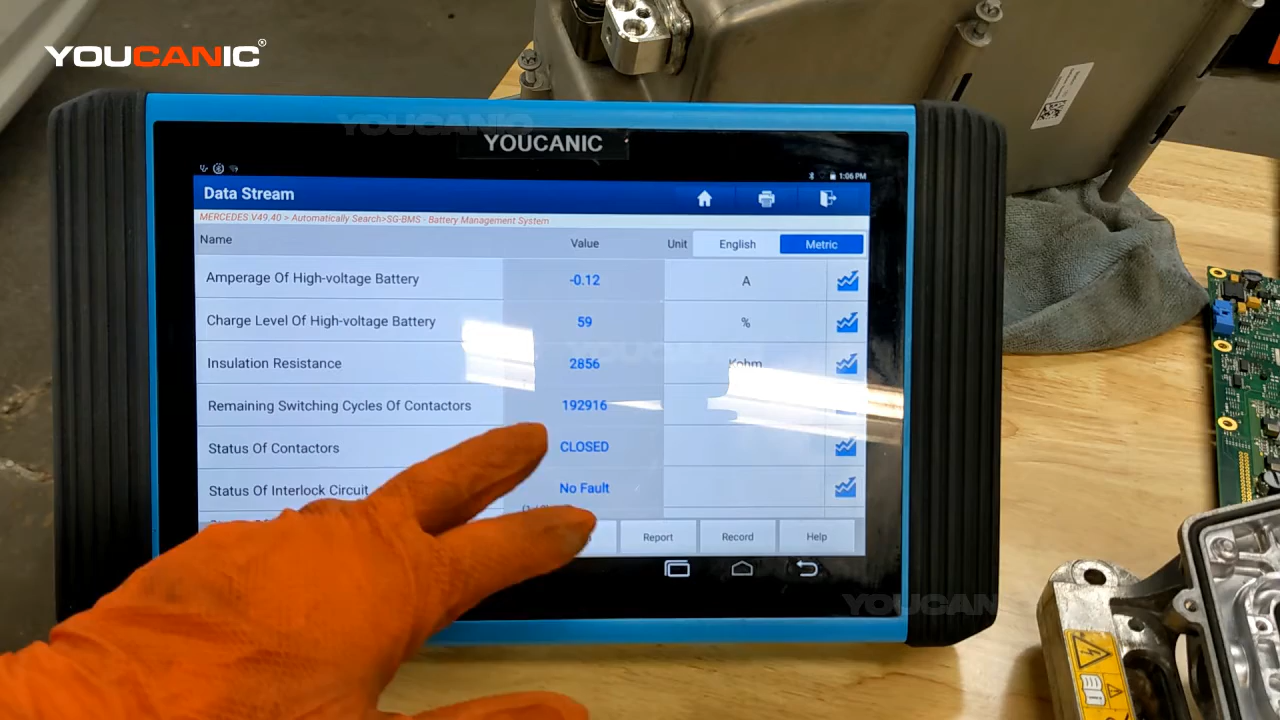 YOUCANIC®
YOUCANIC
YOUCANIC
1:06 PM
Data Stream
MERCEDES V49.40 > Automatically Search>SG-BMS - Battery Management System
Name Value Unit English Metric
Amperage Of High-voltage Battery -0.12 A
Charge Level Of High-voltage Battery 59 %
Insulation Resistance 2856 Kohm
Remaining Switching Cycles Of Contactors 192916
Status Of Contactors CLOSED
Status Of Interlock Circuit No Fault
Report Record Help
YOUCANIC